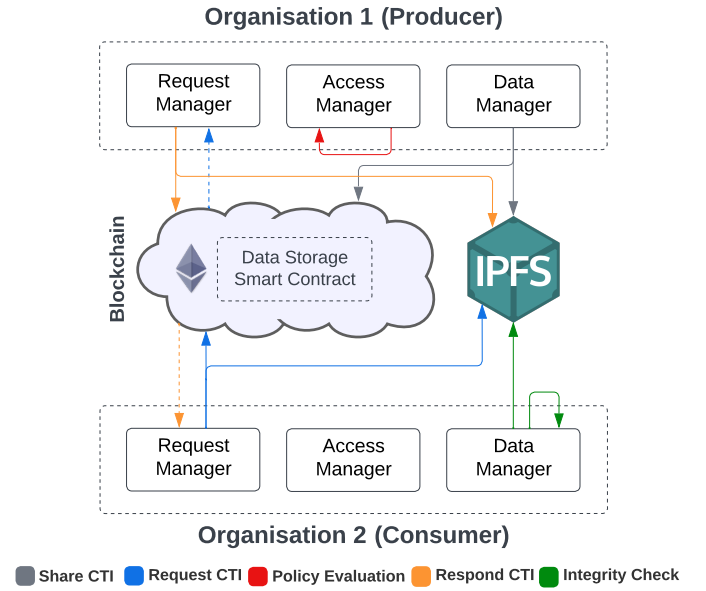 Organisation 1 (Producer)
Request
Manager
Access
Manager
Data
Manager
Blockchain
Data Storage
Smart Contract
IPFS
Request
Manager
Access
Manager
Data
Manager
Organisation 2 (Consumer)
Share CTI
Request CTI
Policy Evaluation
Respond CTI
Integrity Check